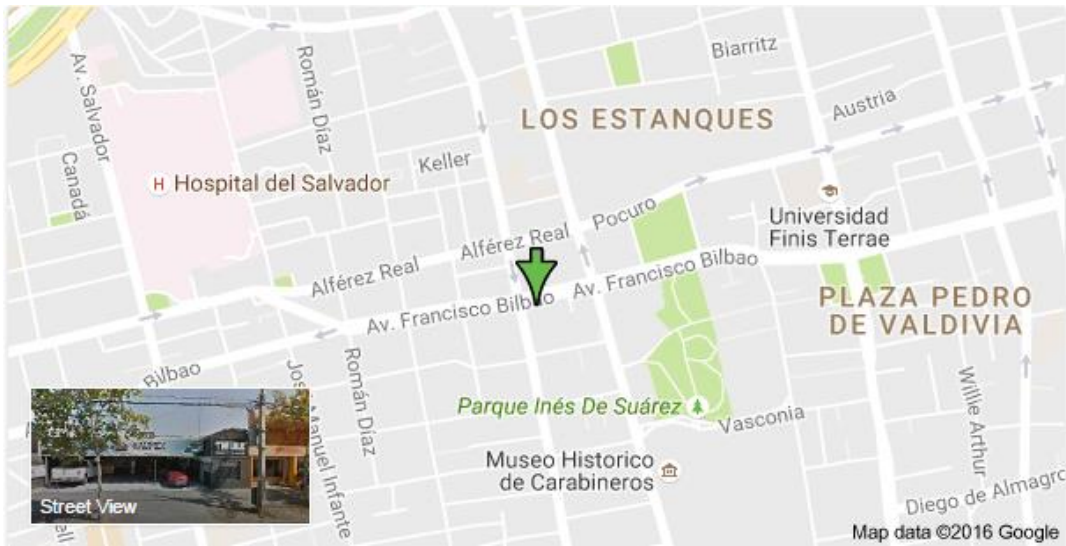 Biarritz
Av. Salvador
Román Díaz
Austria
LOS ESTANQUES
Keller
Canadá
H Hospital del Salvador
Pocuro
Universidad
Finis Terrae
Alférez Real
Alférez Real
Av. Francisco Bilbao
Av. Francisco Bilbao
PLAZA PEDRO
DE VALDIVIA
Bilbao
Román Díaz
Manuel Infante
Parque Inés De Suárez
Vasconia
Willie Arthur
Museo Historico
de Carabineros
Diego de Almagro
Street View
ell
Map data ©2016 Google